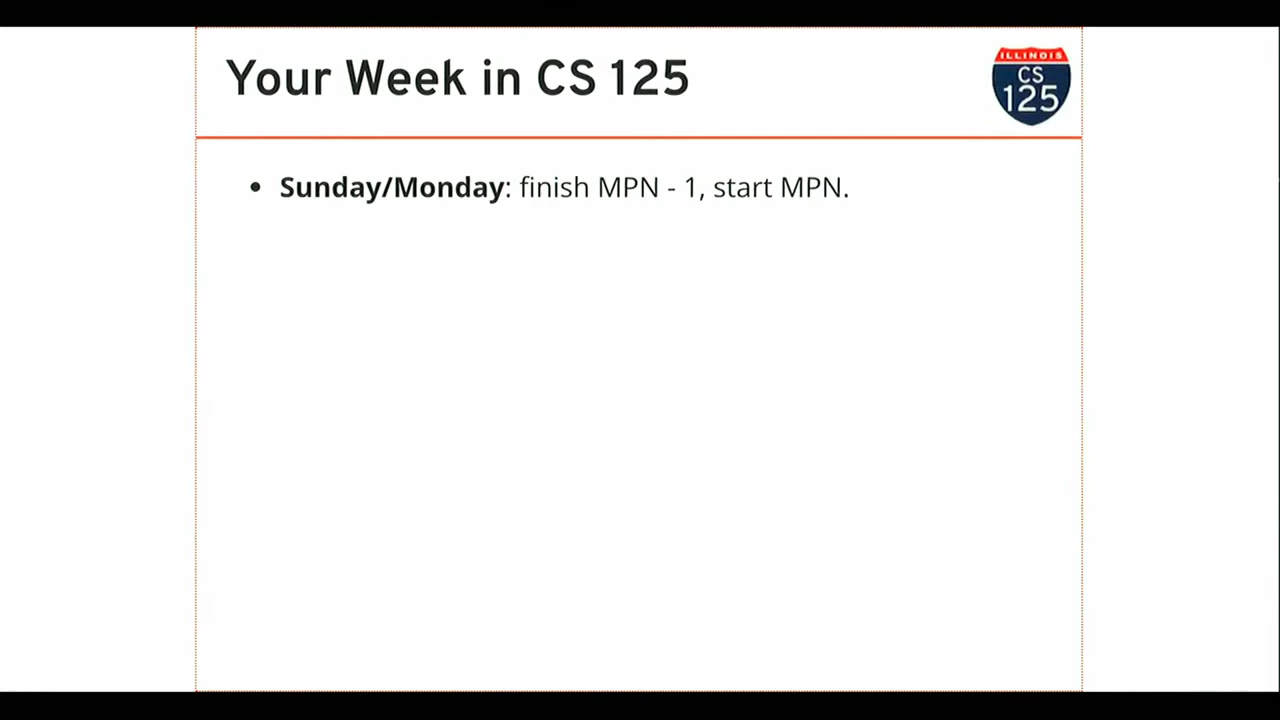 Your Week in CS 125
ILLINOIS
CS
125
Sunday/Monday: finish MPN - 1, start MPN.